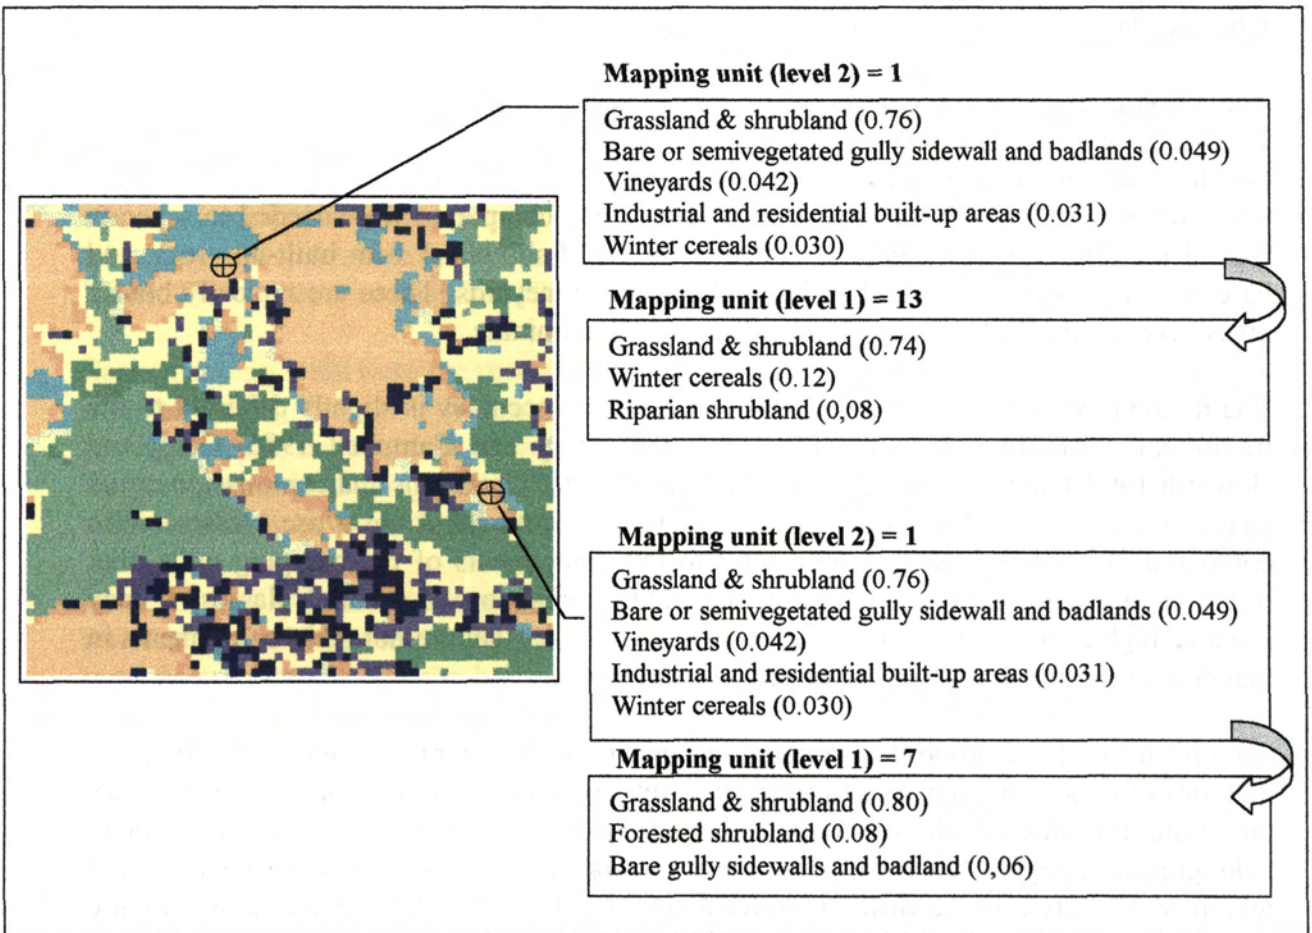 Mapping unit (level 2) = 1
Grassland & shrubland (0.76)
Bare or semivegetated gully sidewall and badlands (0.049)
Vineyards (0.042)
Industrial and residential built-up areas (0.031)
Winter cereals (0.030)
Mapping unit (level 1) = 13
Grassland & shrubland (0.74)
Winter cereals (0.12)
Riparian shrubland (0,08)
Mapping unit (level 2) = 1
Grassland & shrubland (0.76)
Bare or semivegetated gully sidewall and badlands (0.049)
Vineyards (0.042)
Industrial and residential built-up areas (0.031)
Winter cereals (0.030)
Mapping unit (level 1) = 7
Grassland & shrubland (0.80)
Forested shrubland (0.08)
Bare gully sidewalls and badland (0,06)